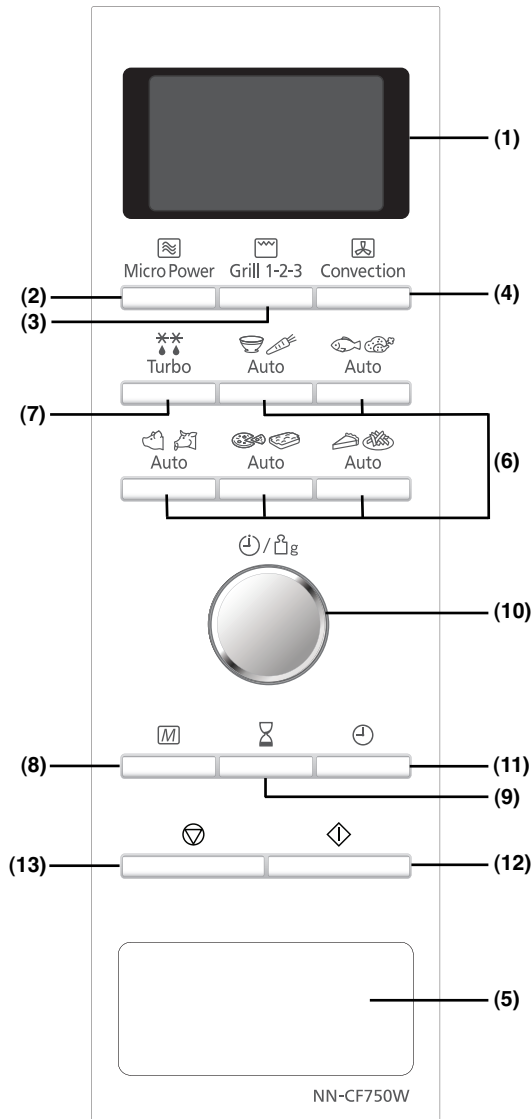 (1)
Micro Power Grill 1-2-3 Convection
(2) (4)
(3)
Turbo Auto Auto
(7)
(6)
Auto Auto Auto
/ g
(10)
M
(8) (11)
(9)
(13) (12)
(5)
NN-CF750W